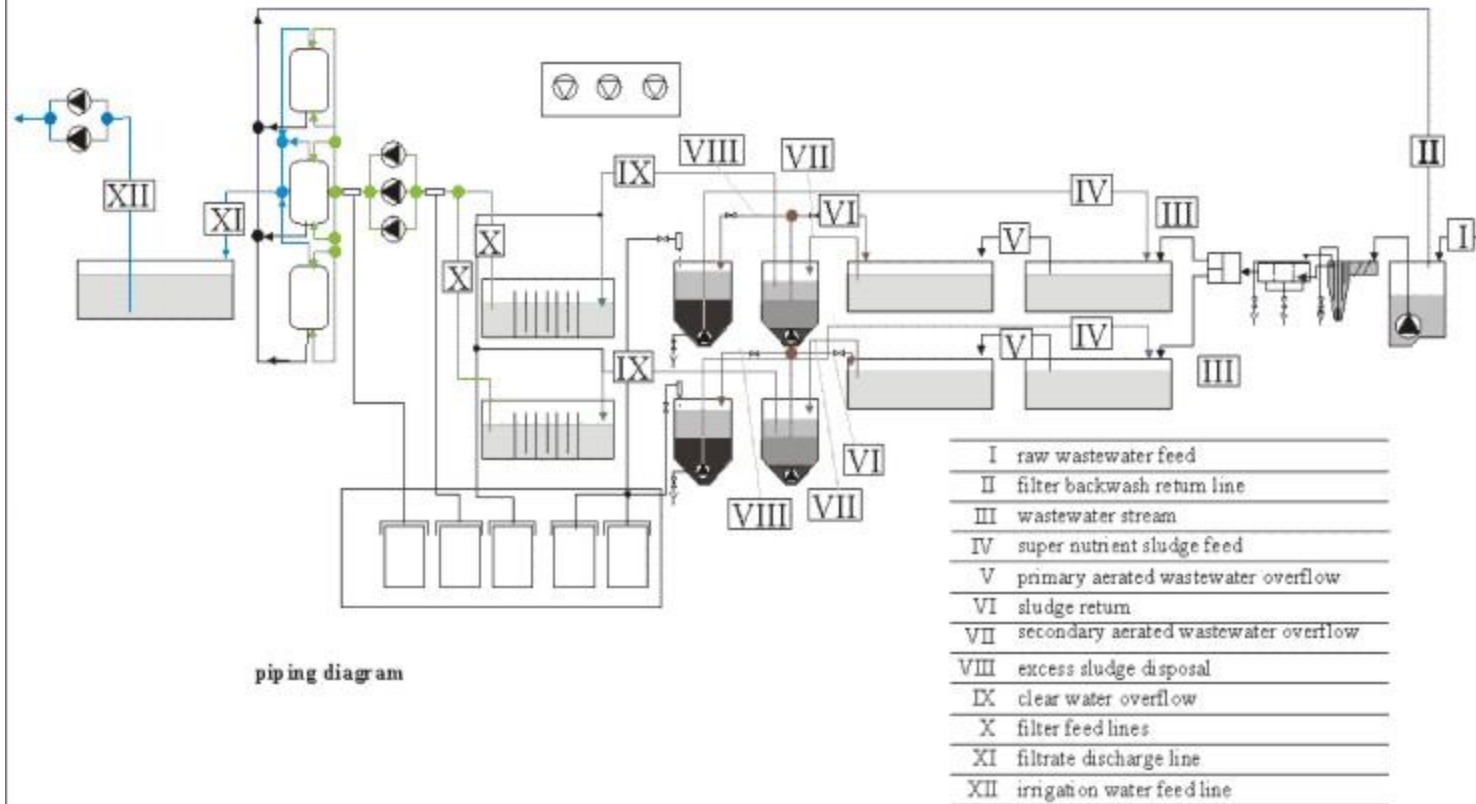 VIII
VII
II
IX
IV
XII
XI
VI
III
I
X
V
X
IV
V
IX
III
VI
VIII
VII
I raw wastewater feed
II filter backwash return line
III wastewater stream
IV super nutrient sludge feed
V primary aerated wastewater overflow
VI sludge return
VII secondary aerated wastewater overflow
VIII excess sludge disposal
IX clear water overflow
X filter feed lines
XI filtrate discharge line
XII irrigation water feed line
piping diagram